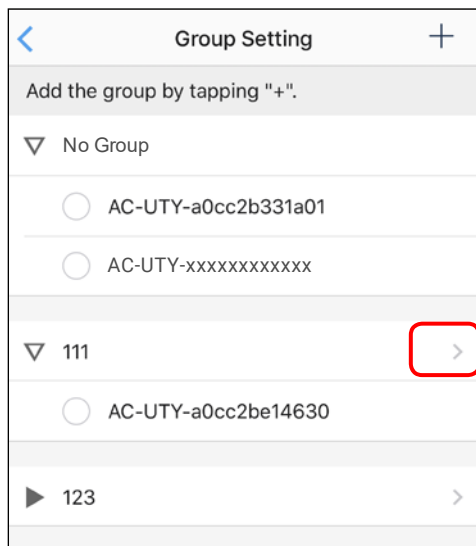 Group Setting
Add the group by tapping "+".
No Group
AC-UTY-a0cc2b331a01
AC-UTY-xxxxxxxxxxxx
111
AC-UTY-a0cc2be14630
123